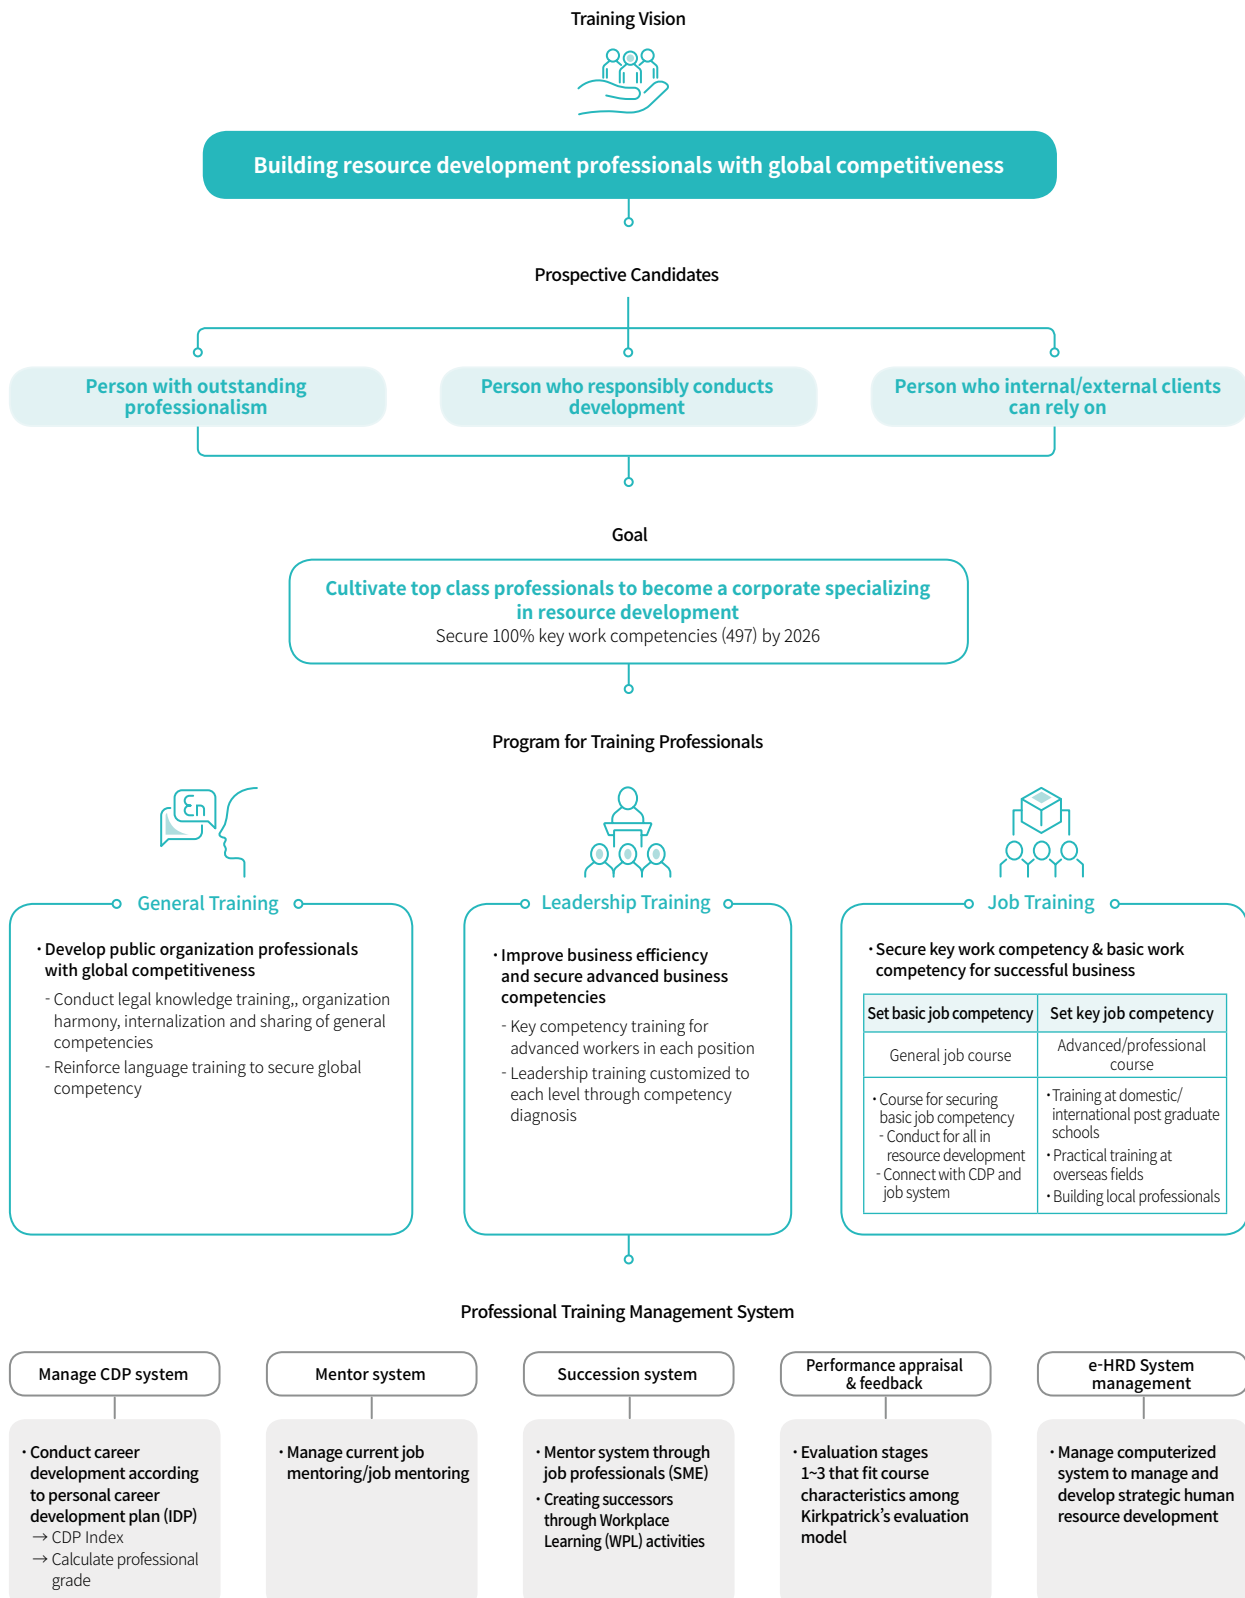 Training Vision
Building resource development professionals with global competitiveness
Prospective Candidates
Person with outstanding
professionalism
Person who responsibly conducts
development
Person who internal/external clients
can rely on
Goal
Cultivate top class professionals to become a corporate specializing
in resource development
Secure 100% key work competencies (497) by 2026
Program for Training Professionals
En
General Training
· Develop public organization professionals
with global competitiveness
- Conduct legal knowledge training,, organization
harmony, internalization and sharing of general
competencies
- Reinforce language training to secure global
competency
Leadership Training
· Improve business efficiency
and secure advanced business
competencies
- Key competency training for
advanced workers in each position
- Leadership training customized to
each level through competency
diagnosis
Job Training
· Secure key work competency & basic work
competency for successful business
Set basic job competency
Set key job competency
General job course
Advanced/professional
course
· Course for securing
basic job competency
- Conduct for all in
resource development
- Connect with CDP and
job system
· Training at domestic/
international post graduate
schools
· Practical training at
overseas fields
· Building local professionals
Professional Training Management System
Manage CDP system
· Conduct career
development according
to personal career
development plan (IDP)
→ CDP Index
→ Calculate professional
grade
Mentor system
· Manage current job
mentoring/job mentoring
Succession system
· Mentor system through
job professionals (SME)
· Creating successors
through Workplace
Learning (WPL) activities
Performance appraisal
& feedback
· Evaluation stages
1~3 that fit course
characteristics among
Kirkpatrick's evaluation
model
e-HRD System
management
· Manage computerized
system to manage and
develop strategic human
resource development